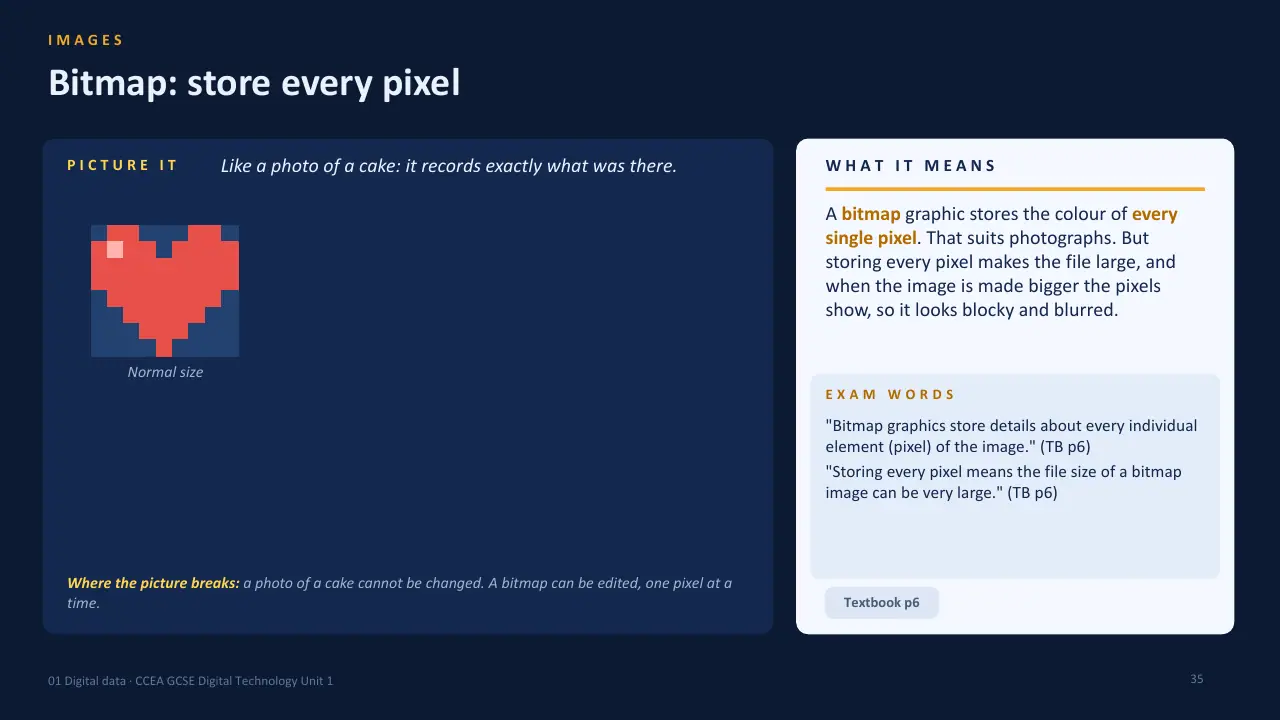 IMAGES
Bitmap: store every pixel
PICTURE IT
Like a photo of a cake: it records exactly what was there.
Normal size
Where the picture breaks: a photo of a cake cannot be changed. A bitmap can be edited, one pixel at a
time.
WHAT IT MEANS
A bitmap graphic stores the colour of every
single pixel. That suits photographs. But
storing every pixel makes the file large, and
when the image is made bigger the pixels
show, so it looks blocky and blurred.
EXAM WORDS
"Bitmap graphics store details about every individual
element (pixel) of the image." (TB p6)
"Storing every pixel means the file size of a bitmap
image can be very large." (TB p6)
Textbook p6
01 Digital data · CCEA GCSE Digital Technology Unit 1
35